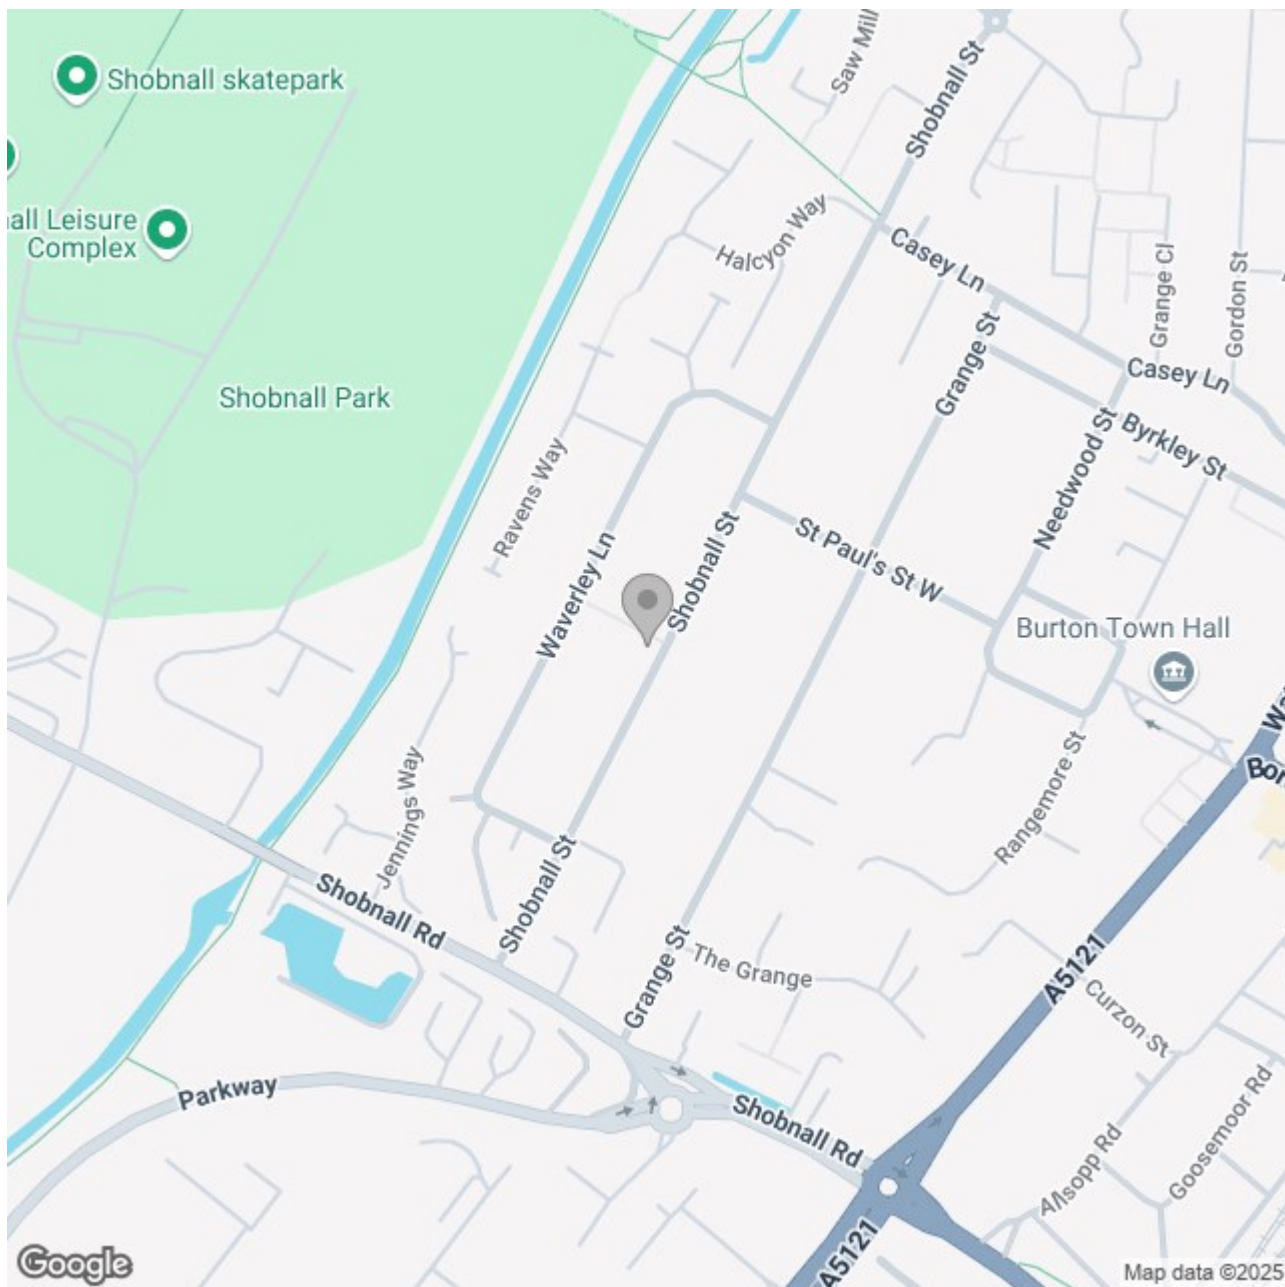 Shobnall skatepark
Saw Mill
Shobnall St
nall Leisure
Complex
Halcyon Way
Casey Ln
Grange Cl
Gordon St
Shobnall Park
Grange St
Casey Ln
Byrkley St
Needwood St
Ravens Way
Shobnall St
St Paul's St W
Waverley Ln
Burton Town Hall
Bor
Jennings Way
Rangemore St
Shobnall Rd
Shobnall St
The Grange
Grange St
A5121
Curzon St
Parkway
Shobnall Rd
Allsopp Rd
Goosemoor Rd
A5121
Google
Map data ©2025